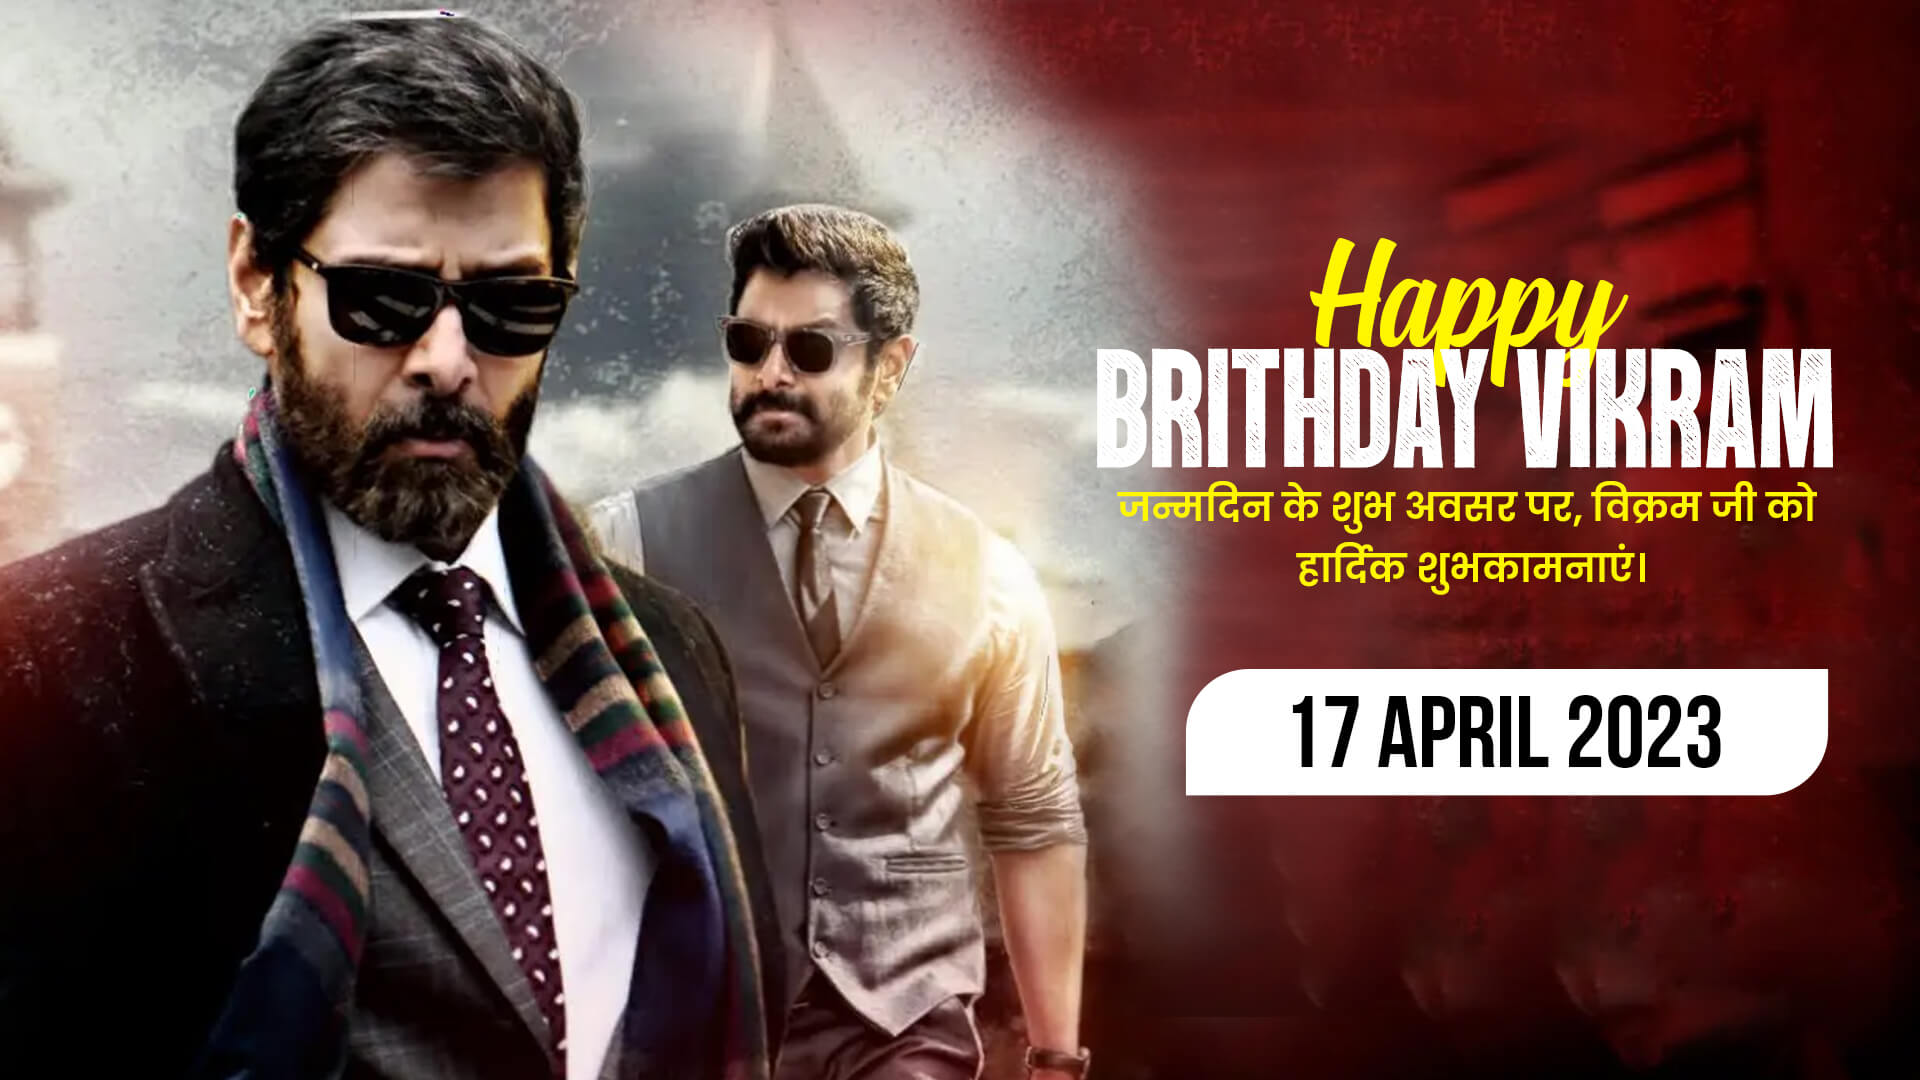 Happy
BRITHDAY VIKRAM
जन्मदिन के शुभ अवसर पर, विक्रम जी को
हार्दिक शुभकामनाएं।
17 APRIL 2023